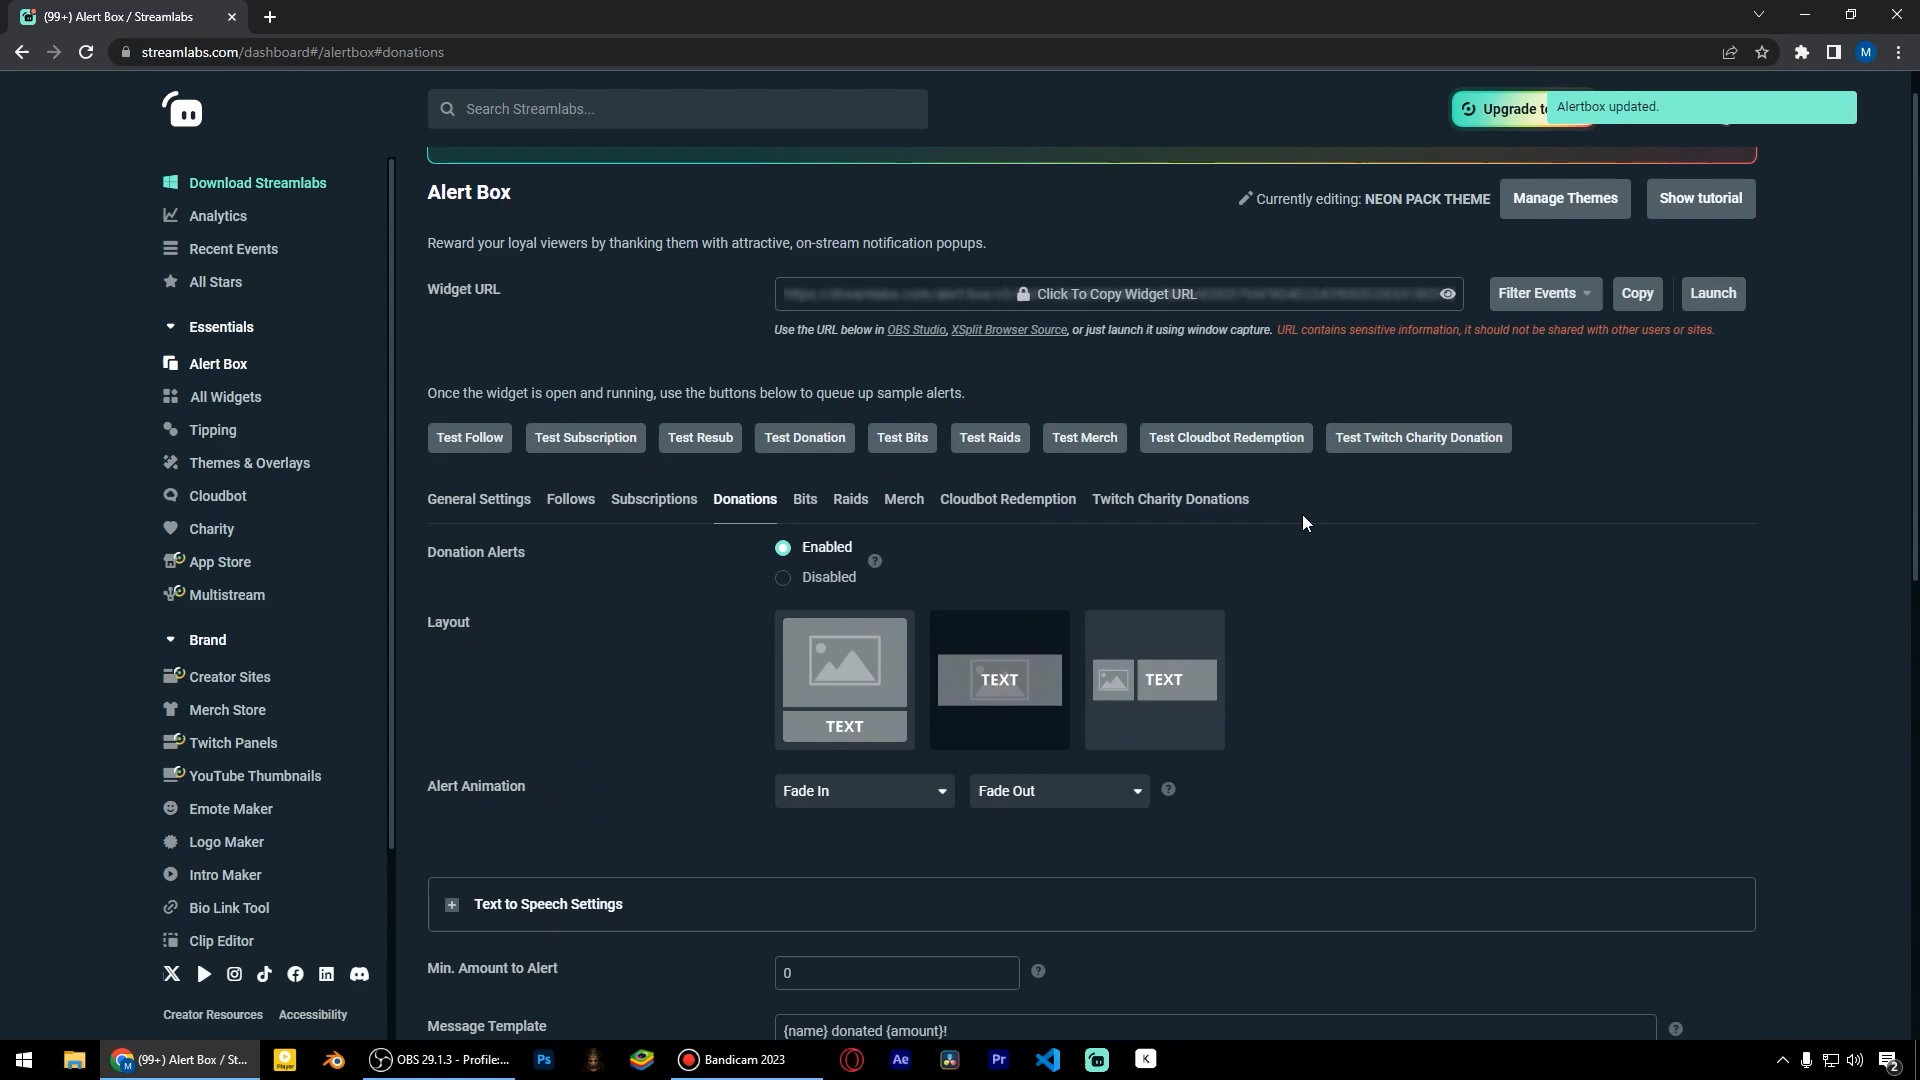 (99+) Alert Box / Streamlabs
streamlabs.com/dashboard#/alertbox#donations
M
Search Streamlabs...
Upgrade to
Alertbox updated.
Download Streamlabs
Analytics
Recent Events
All Stars
Essentials
Alert Box
All Widgets
Tipping
Themes & Overlays
Cloudbot
Charity
App Store
Multistream
Brand
Creator Sites
Merch Store
Twitch Panels
YouTube Thumbnails
Emote Maker
Logo Maker
Intro Maker
Bio Link Tool
Clip Editor
Creator Resources Accessibility
Alert Box
Currently editing: NEON PACK THEME
Manage Themes
Show tutorial
Reward your loyal viewers by thanking them with attractive, on-stream notification popups.
Widget URL
Click To Copy Widget URL
Filter Events
Copy
Launch
Use the URL below in OBS Studio, XSplit Browser Source, or just launch it using window capture. URL contains sensitive information, it should not be shared with other users or sites.
Once the widget is open and running, use the buttons below to queue up sample alerts.
Test Follow Test Subscription Test Resub Test Donation Test Bits Test Raids Test Merch Test Cloudbot Redemption Test Twitch Charity Donation
General Settings Follows Subscriptions Donations Bits Raids Merch Cloudbot Redemption Twitch Charity Donations
Donation Alerts
Enabled
?
Disabled
Layout
TEXT
TEXT
TEXT
Alert Animation
Fade In
Fade Out
?
+ Text to Speech Settings
Min. Amount to Alert
0
?
Message Template
{name} donated {amount}!
?
M
(99+) Alert Box / St...
Player
OBS 29.1.3 - Profile:...
Ps
Bandicam 2023
Ae
Pr
K
2